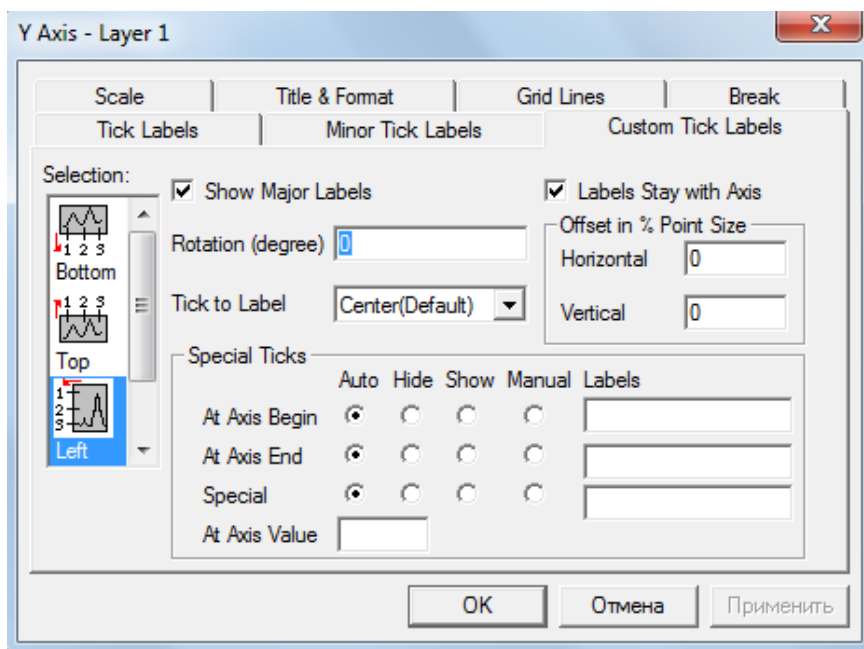 Y Axis - Layer 1
Scale Title & Format Grid Lines Break
Tick Labels Minor Tick Labels Custom Tick Labels
Selection:
1 2 3
Bottom
1 2 3
Top
1
2
3
Left
Show Major Labels
Rotation (degree) 0
Tick to Label Center(Default)
Labels Stay with Axis
Offset in % Point Size
Horizontal 0
Vertical 0
Special Ticks
Auto Hide Show Manual Labels
At Axis Begin
At Axis End
Special
At Axis Value
OK Отмена Применить